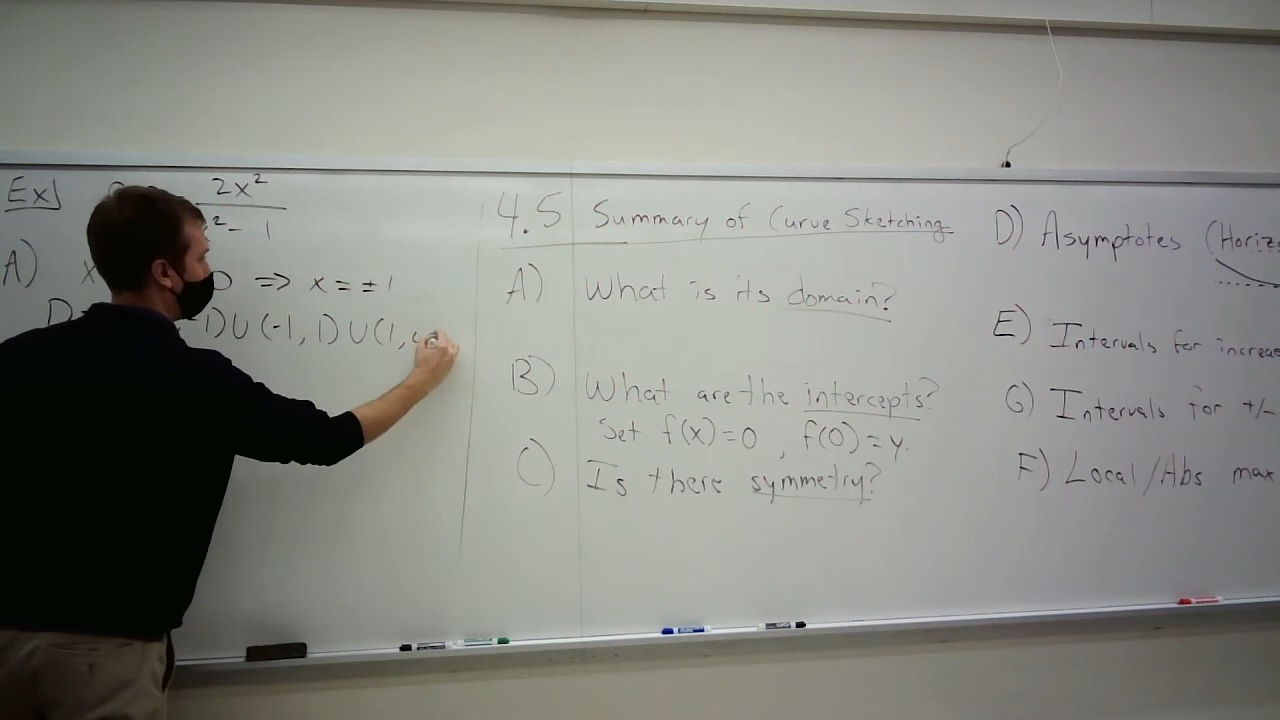 Ex]
2x²
² - 1
A) x 0 ⇒ x = ±1
D -1) U (-1, 1) U (1,
4.5 Summary of Curve Sketching
A) What is its domain?
B) What are the intercepts?
Set f(x)=0 , f(0)=y.
C) Is there symmetry?
D) Asymptotes (Horiz
E) Intervals for increa
G) Intervals for +/-
F) Local/Abs max